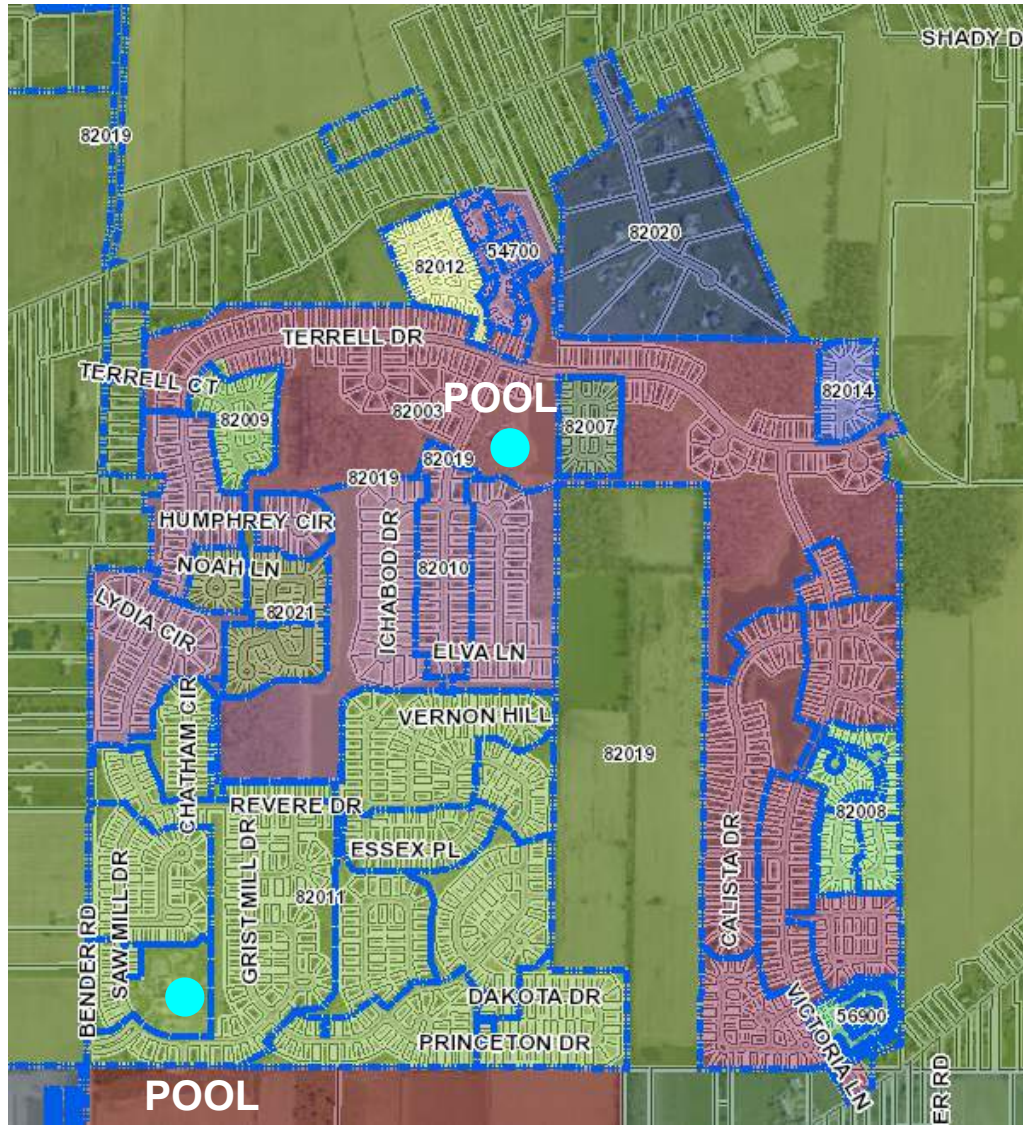 SHADY D
82019
82020
54700
82012
TERRELL DR
TERRELL CT
82014
POOL
82003
82009
82007
82019
82019
HUMPHREY CIR
ICHABOD DR
NOAH LN
82010
82021
LYDIA CIR
ELVA LN
CHATHAM CIR
VERNON HILL
82019
REVERE DR
82008
ESSEX PL
GRIST MILL DR
SAW MILL DR
82011
CALISTA DR
BENDER RD
DAKOTA DR
VICTORIA LN
56900
PRINCETON DR
ER RD
POOL